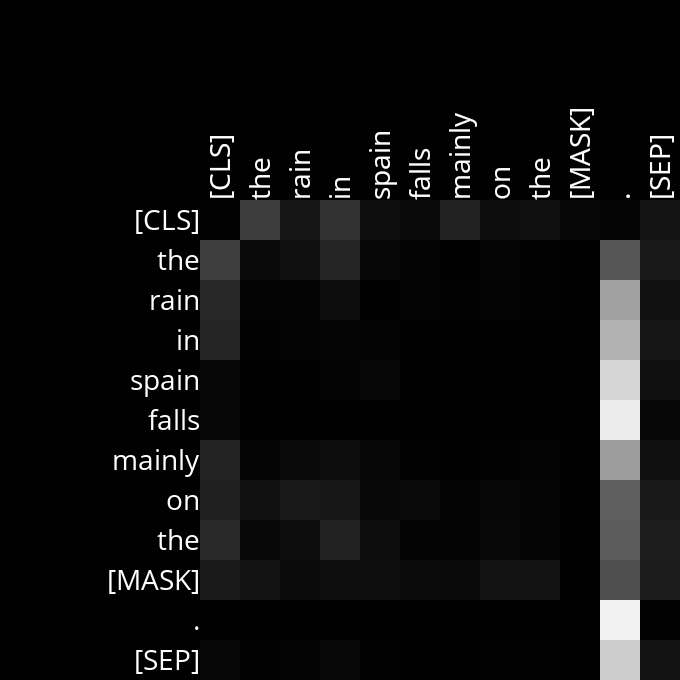 [CLS] the rain in spain falls mainly on the [MASK] . [SEP]
[CLS]
the
rain
in
spain
falls
mainly
on
the
[MASK]
.
[SEP]